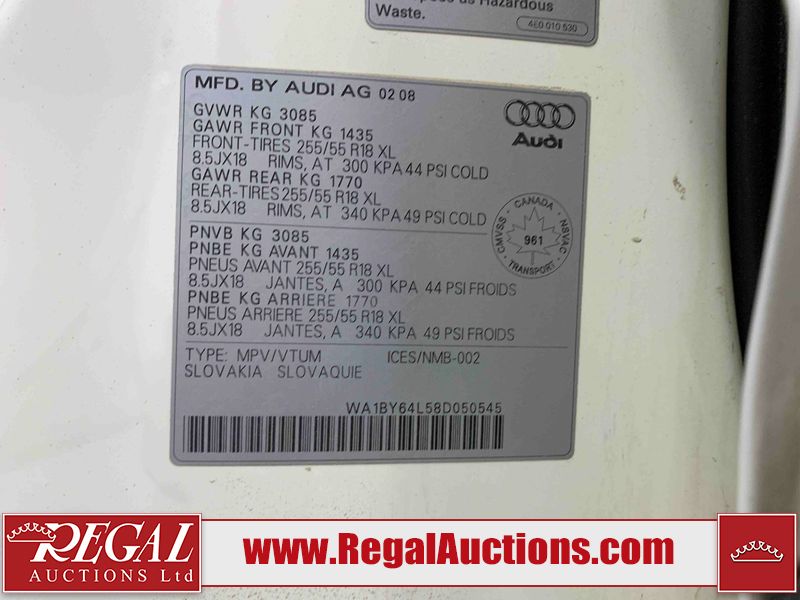 as Hazardous
Waste.
4E0 010 530
MFD. BY AUDI AG 02 08
GVWR KG 3085
GAWR FRONT KG 1435
FRONT-TIRES 255/55 R18 XL
8.5JX18 RIMS, AT 300 KPA 44 PSI COLD
GAWR REAR KG 1770
REAR-TIRES 255/55 R18 XL
8.5JX18 RIMS, AT 340 KPA 49 PSI COLD
Audi
CANADA
CMVSS
NSVAC
961
TRANSPORT
PNVB KG 3085
PNBE KG AVANT 1435
PNEUS AVANT 255/55 R18 XL
8.5JX18 JANTES, A 300 KPA 44 PSI FROIDS
PNBE KG ARRIERE 1770
PNEUS ARRIERE 255/55 R18 XL
8.5JX18 JANTES, A 340 KPA 49 PSI FROIDS
TYPE: MPV/VTUM ICES/NMB-002
SLOVAKIA SLOVAQUIE
WA1BY64L58D050545
REGAL
AUCTIONS Ltd
www.RegalAuctions.com